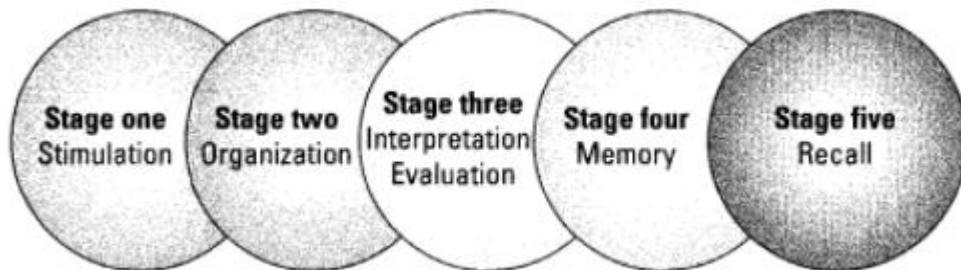 Stage one
Stimulation
Stage two
Organization
Stage three
Interpretation
Evaluation
Stage four
Memory
Stage five
Recall